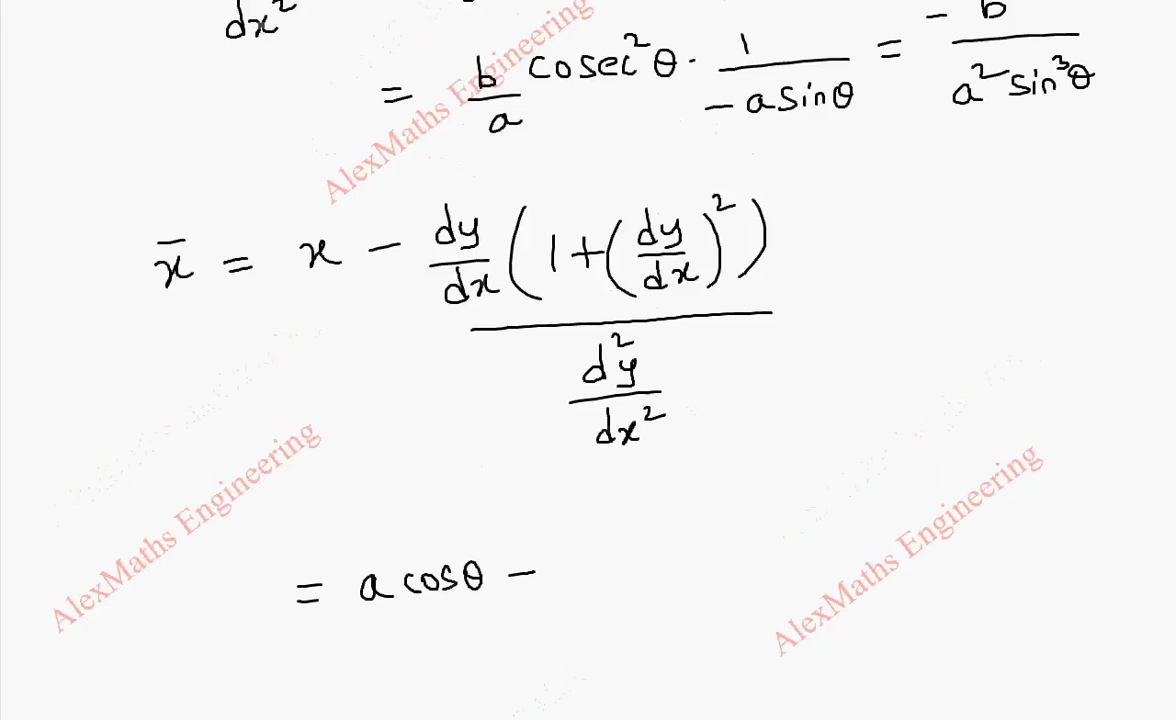 dx²
= b/a cosec²θ · 1/(-a sinθ) = -b/(a² sin³θ)
x̄ = x - dy/dx (1 + (dy/dx)²)
d²y/dx²
= a cosθ -
AlexMaths Engineering
AlexMaths Engineering
AlexMaths Engineering